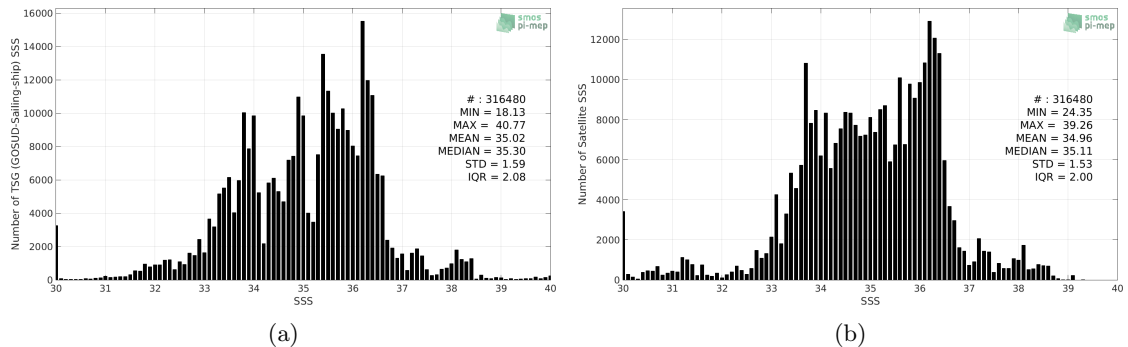 16000
14000
12000
10000
8000
6000
4000
2000
0
Number of TSG (GOSUD-Sailing-ship) SSS
smos
pi-mep
# : 316480
MIN = 18.13
MAX = 40.77
MEAN = 35.02
MEDIAN = 35.30
STD = 1.59
IQR = 2.08
30 31 32 33 34 35 36 37 38 39 40
SSS
(a)
12000
10000
8000
6000
4000
2000
0
Number of Satellite SSS
smos
pi-mep
# : 316480
MIN = 24.35
MAX = 39.26
MEAN = 34.96
MEDIAN = 35.11
STD = 1.53
IQR = 2.00
30 31 32 33 34 35 36 37 38 39 40
SSS
(b)